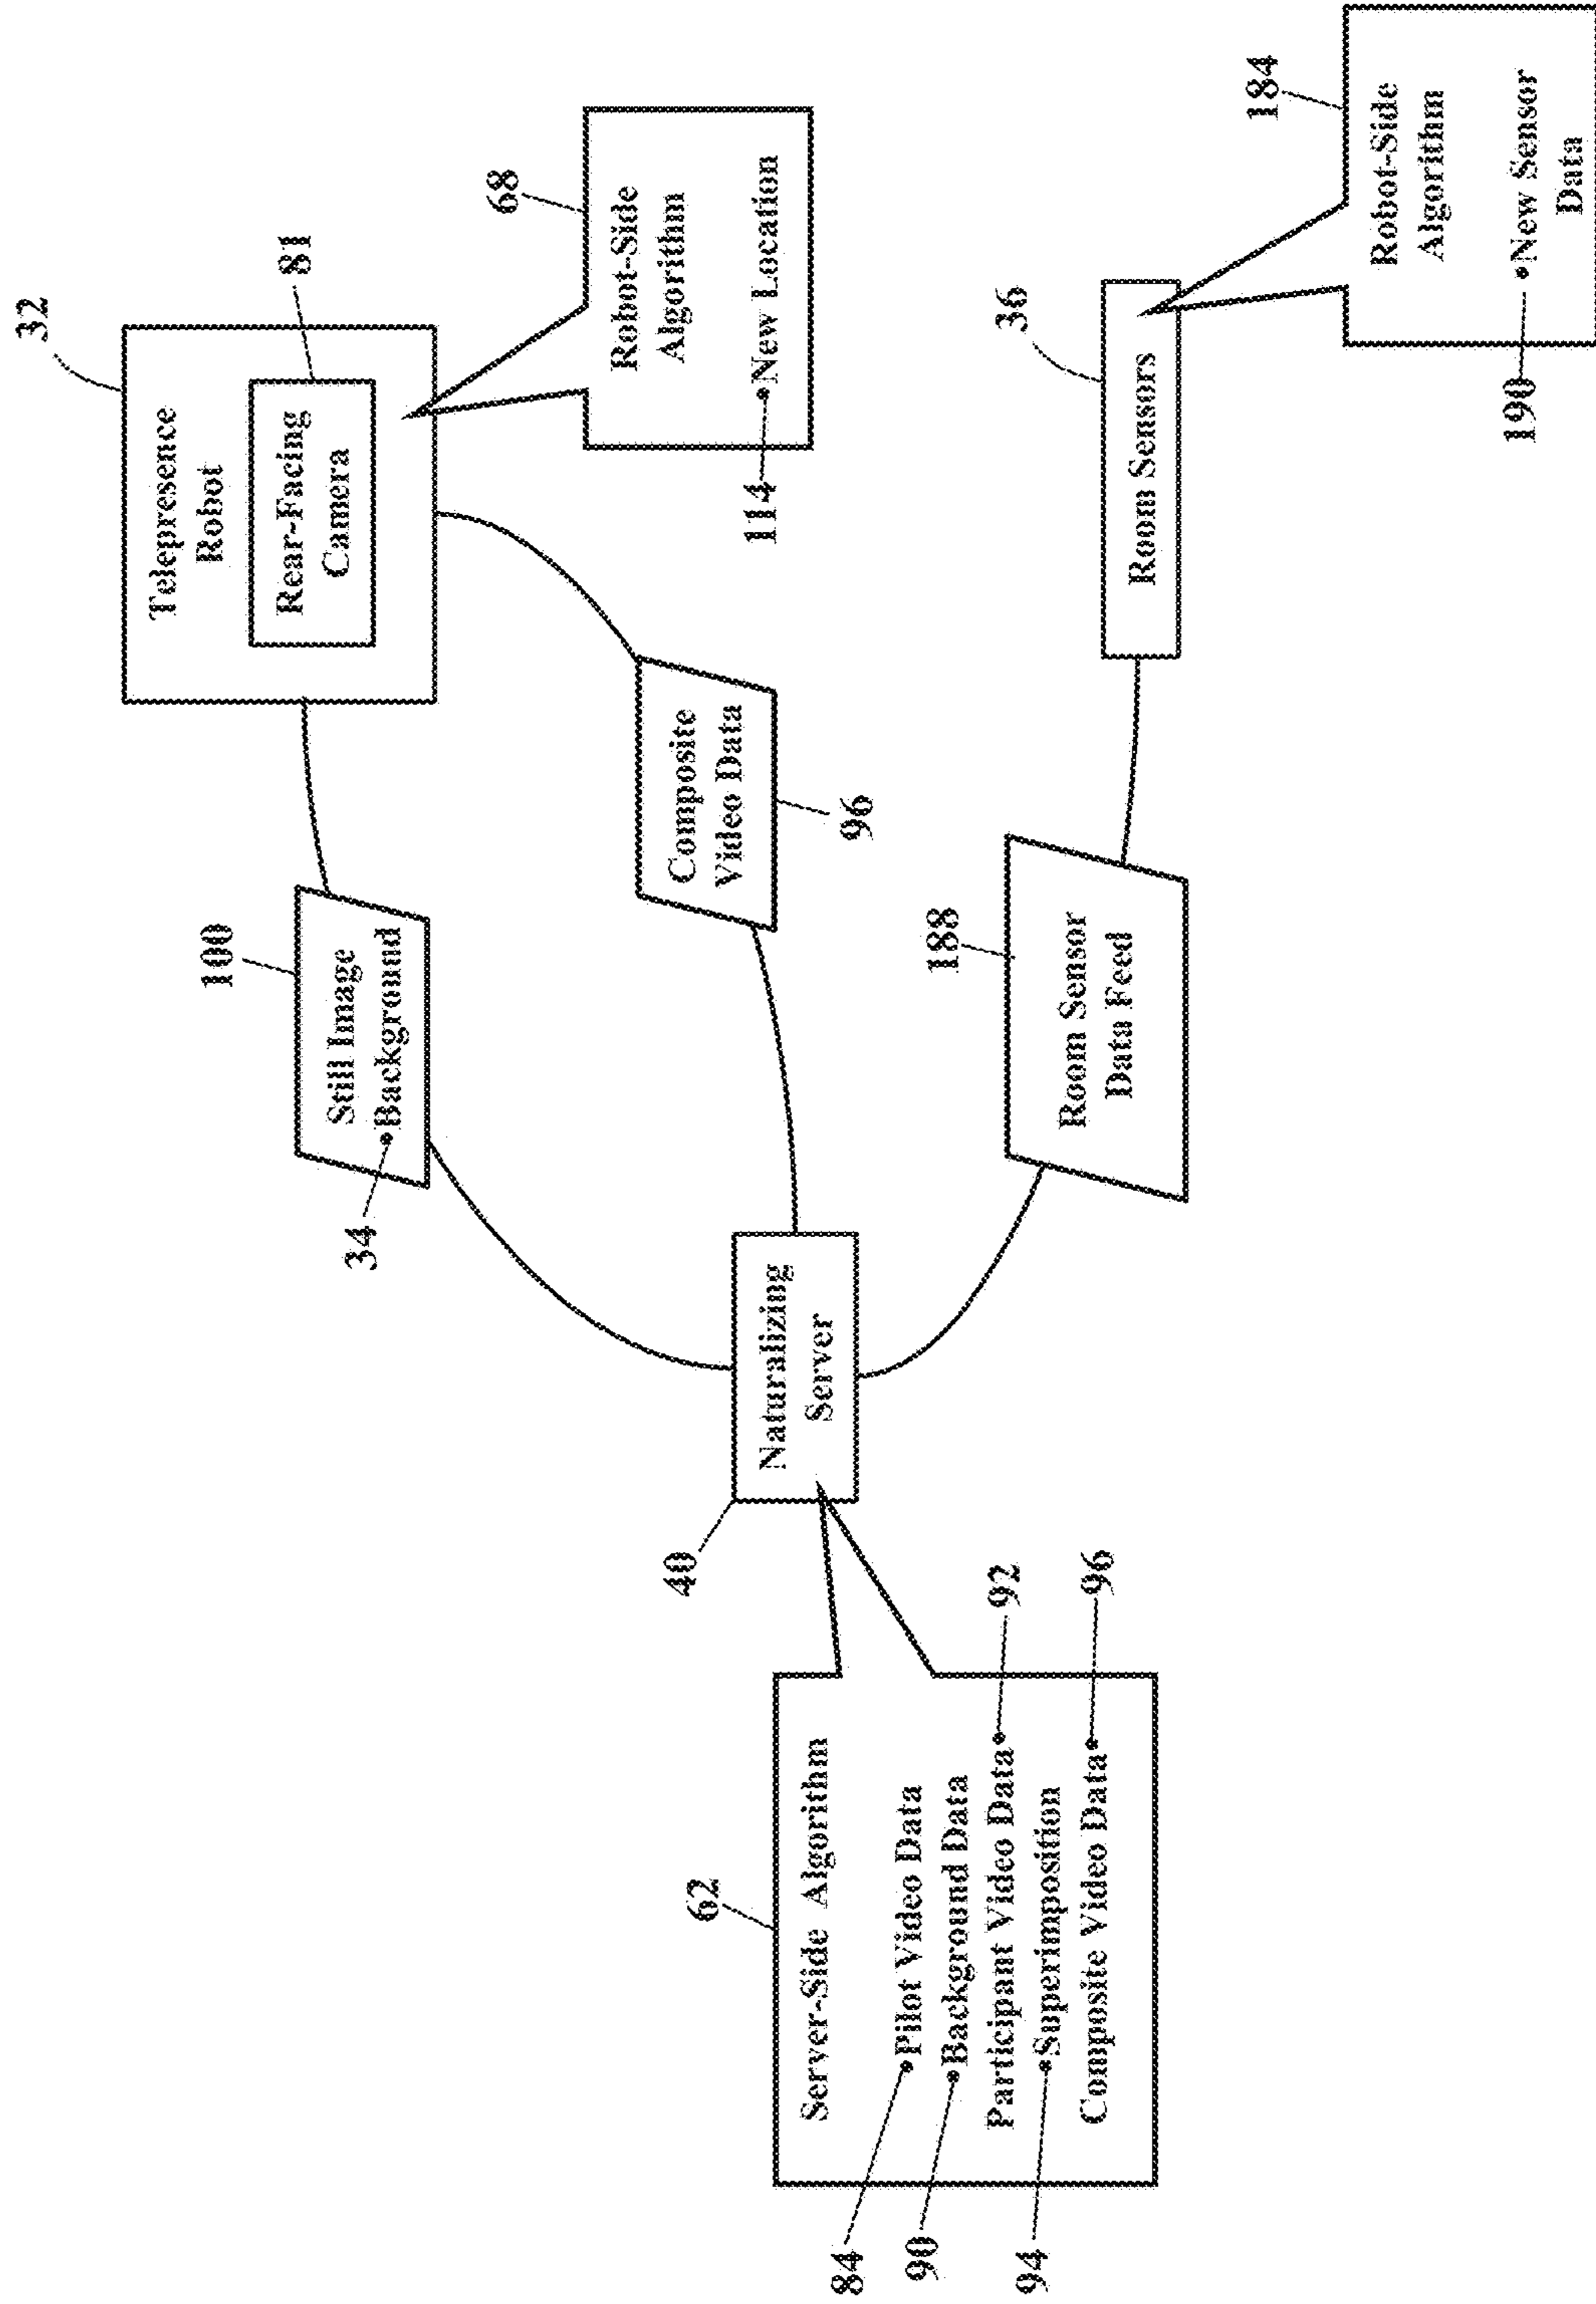 32
Telepresence
Robot
Rear-Facing
Camera
81
68
Robot-Side
Algorithm
New Location
114
100
Still Image
Background
34
Composite
Video Data
96
40
Naturalizing
Server
62
Server-Side Algorithm
Pilot Video Data
84
Background Data
90
Participant Video Data
92
Superimposition
94
Composite Video Data
96
188
Room Sensor
Data Feed
36
Room Sensors
184
Robot-Side
Algorithm
New Sensor
Data
190